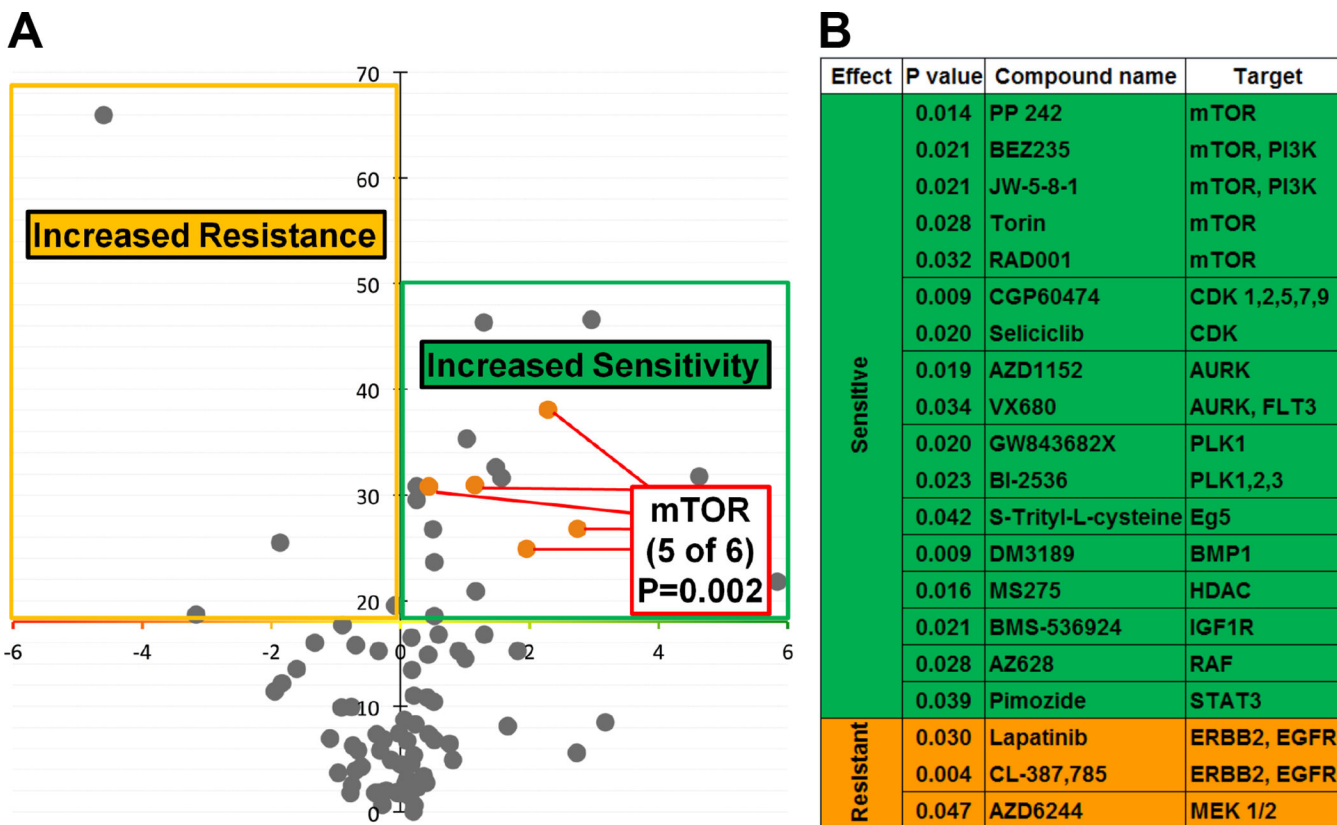 A
70
60
50
40
30
20
10
0
-6
-4
-2
0
2
4
6
Increased Resistance
Increased Sensitivity
mTOR
(5 of 6)
P=0.002
B
Effect P value Compound name Target
Sensitive
0.014 PP 242 mTOR
0.021 BEZ235 mTOR, PI3K
0.021 JW-5-8-1 mTOR, PI3K
0.028 Torin mTOR
0.032 RAD001 mTOR
0.009 CGP60474 CDK 1,2,5,7,9
0.020 Seliciclib CDK
0.019 AZD1152 AURK
0.034 VX680 AURK, FLT3
0.020 GW843682X PLK1
0.023 BI-2536 PLK1,2,3
0.042 S-Trityl-L-cysteine Eg5
0.009 DM3189 BMP1
0.016 MS275 HDAC
0.021 BMS-536924 IGF1R
0.028 AZ628 RAF
0.039 Pimozide STAT3
Resistant
0.030 Lapatinib ERBB2, EGFR
0.004 CL-387,785 ERBB2, EGFR
0.047 AZD6244 MEK 1/2